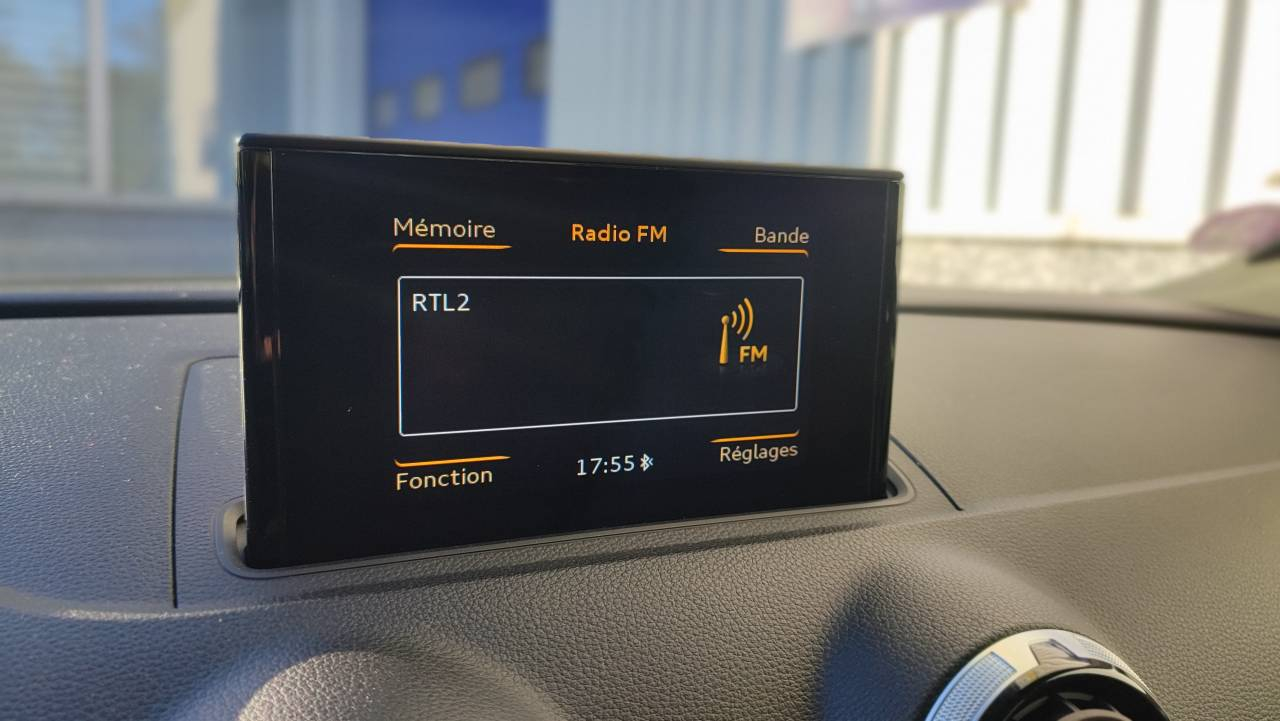 Mémoire
Radio FM
Bande
RTL2
FM
Fonction
17:55
Réglages